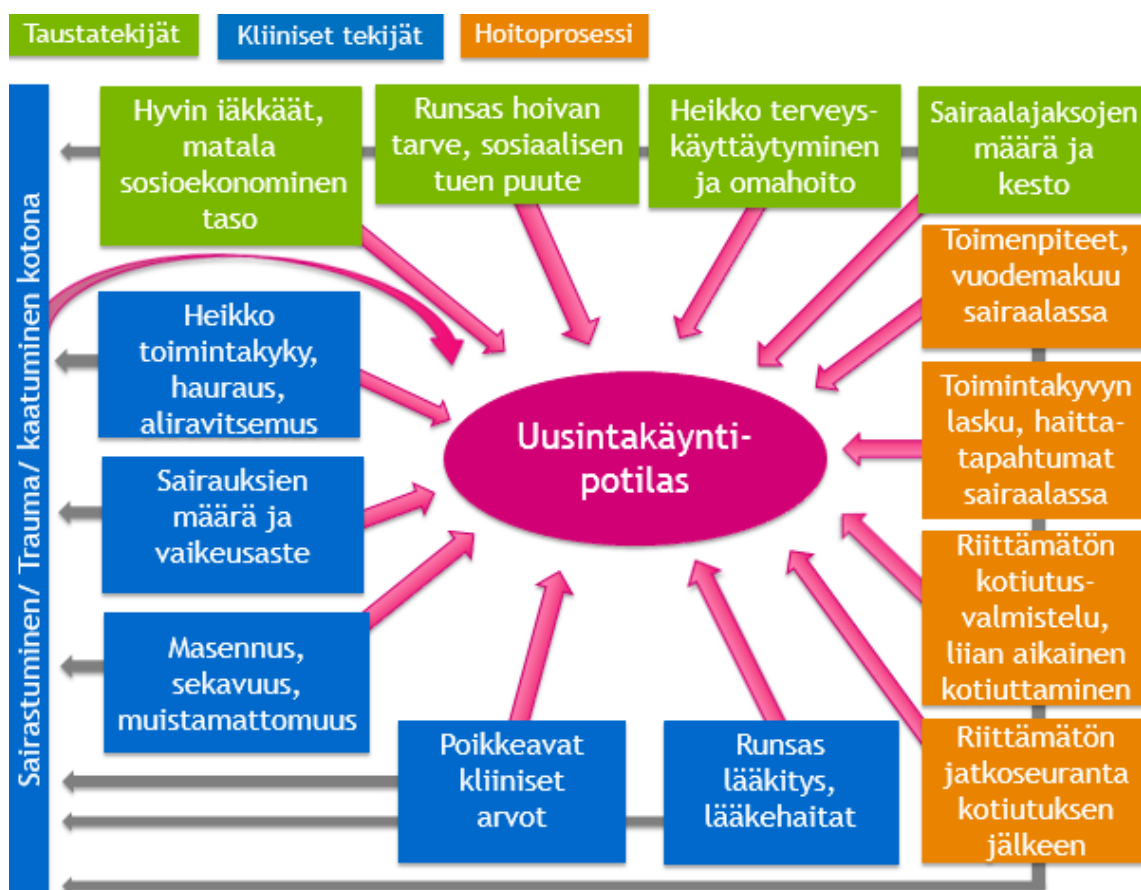 Taustatekijät
Kliiniset tekijät
Hoitoprosessi
Sairastuminen/ Trauma/ kaatuminen kotona
Hyvin iäkkäät,
matala
sosioekonominen
taso
Runsas hoivan
tarve, sosiaalisen
tuen puute
Heikko terveys-
käyttäytyminen
ja omahoito
Sairaalajaksojen
määrä ja
kesto
Toimenpiteet,
vuodemakuu
sairaalassa
Heikko
toimintakyky,
hauraus,
aliravitsemus
Uusintakäynti-
potilas
Toimintakyvyn
lasku, haitta-
tapahtumat
sairaalassa
Sairauksien
määrä ja
vaikeusaste
Riittämätön
kotiutus-
valmistelu,
liian aikainen
kotiuttaminen
Masennus,
sekavuus,
muistamattomuus
Poikkeavat
kliiniset
arvot
Runsas
lääkitys,
lääkehaitat
Riittämätön
jatkoseuranta
kotiutuksen
jälkeen